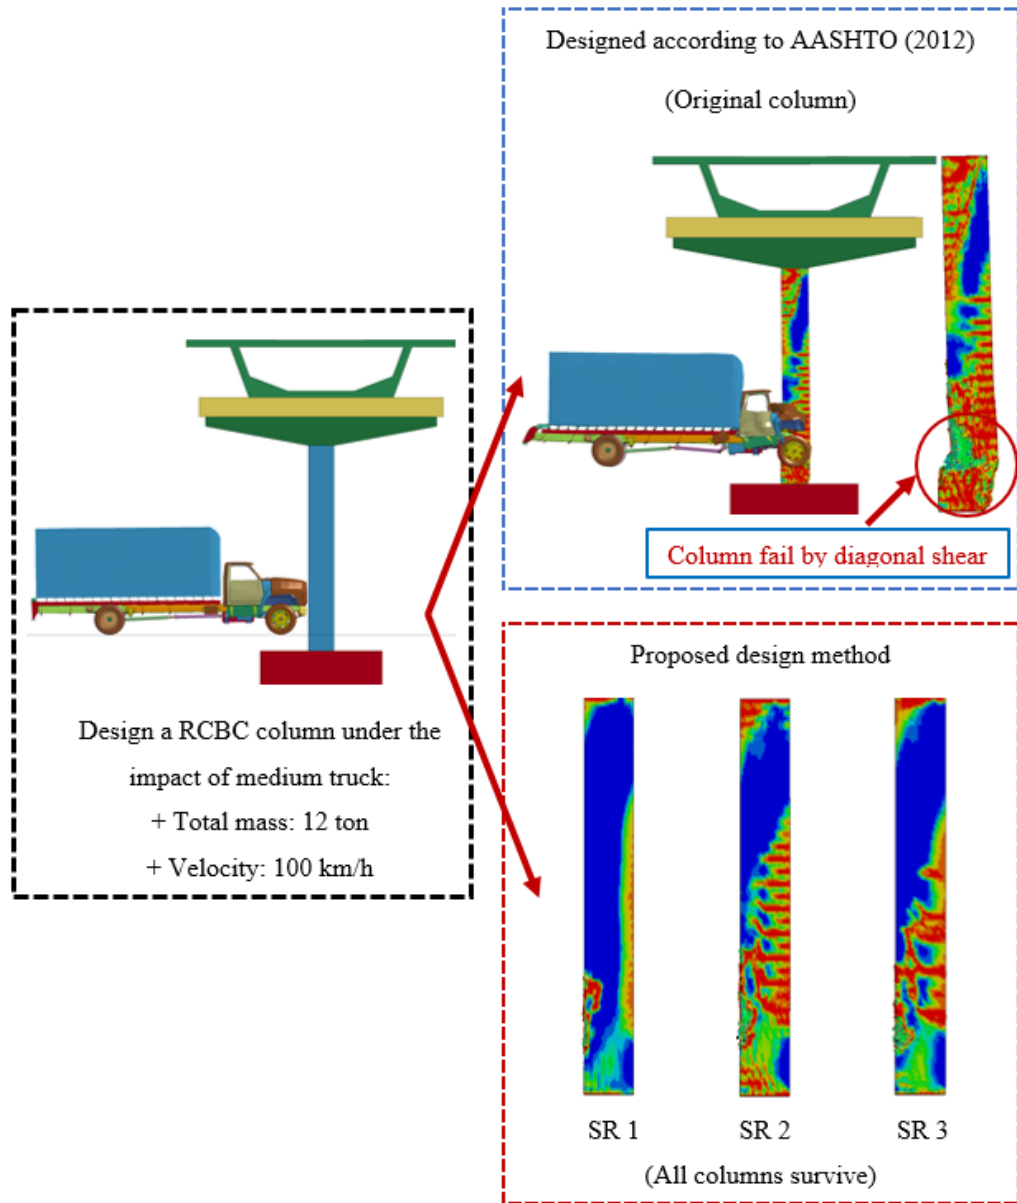 Designed according to AASHTO (2012)
(Original column)
Column fail by diagonal shear
Design a RCBC column under the
impact of medium truck:
+ Total mass: 12 ton
+ Velocity: 100 km/h
Proposed design method
SR 1
SR 2
SR 3
(All columns survive)